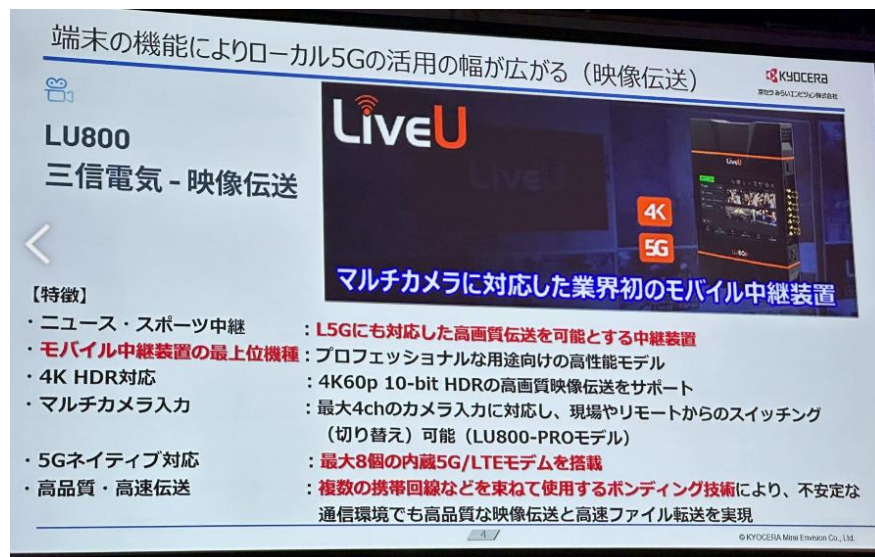 端末の機能によりローカル5Gの活用の幅が広がる（映像伝送）
KYOCERA
京セラみらいエンビジョン株式会社
LU800
三信電気 - 映像伝送
LiveU
LIVEU
LiveU
4K
5G
LU800
マルチカメラに対応した業界初のモバイル中継装置
【特徴】
・ニュース・スポーツ中継 ：L5Gにも対応した高画質伝送を可能とする中継装置
・モバイル中継装置の最上位機種：プロフェッショナルな用途向けの高性能モデル
・4K HDR対応 ：4K60p 10-bit HDRの高画質映像伝送をサポート
・マルチカメラ入力 ：最大4chのカメラ入力に対応し、現場やリモートからのスイッチング
（切り替え）可能（LU800-PROモデル）
・5Gネイティブ対応 ：最大8個の内蔵5G/LTEモデムを搭載
・高品質・高速伝送 ：複数の携帯回線などを束ねて使用するボンディング技術により、不安定な
通信環境でも高品質な映像伝送と高速ファイル転送を実現
4
© KYOCERA Mirai Envision Co., Ltd.